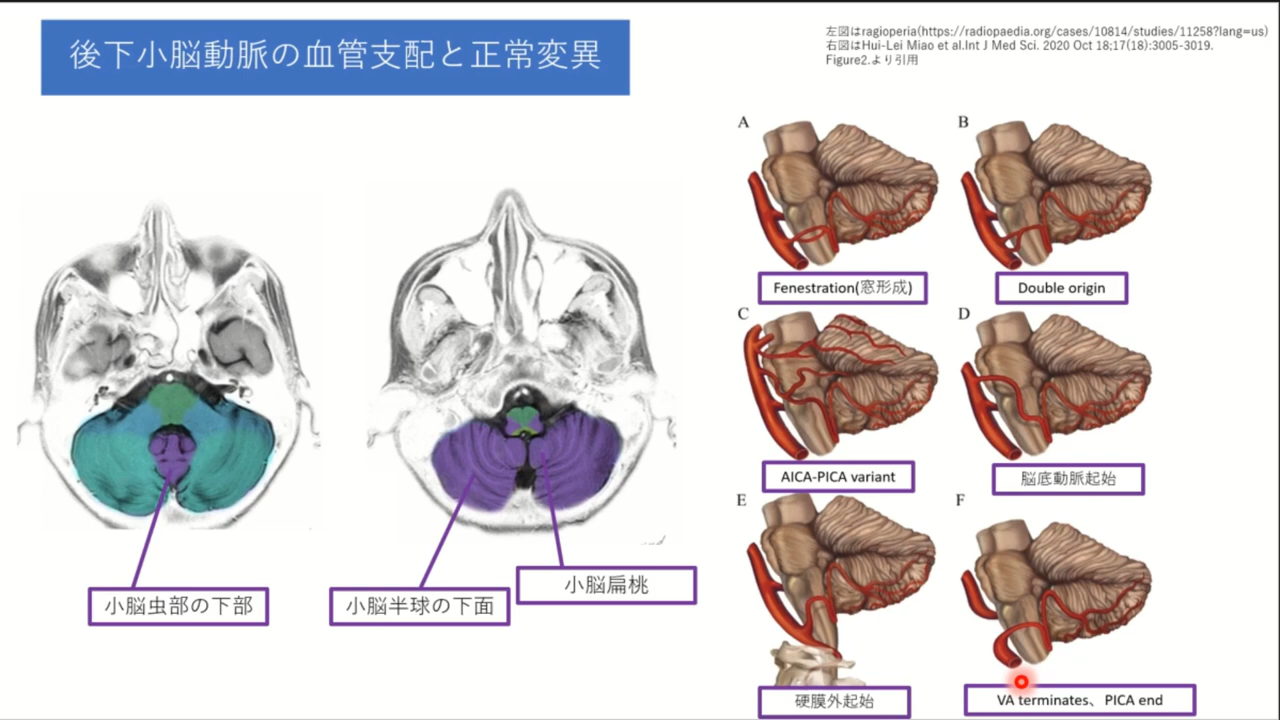 後下小脳動脈の血管支配と正常変異
左図はragioperia(https://radiopaedia.org/cases/10814/studies/11258?lang=us)
右図はHui-Lei Miao et al.Int J Med Sci. 2020 Oct 18;17(18):3005-3019.
Figure2.より引用
A
B
Fenestration(窓形成)
Double origin
C
D
AICA-PICA variant
脳底動脈起始
E
F
硬膜外起始
VA terminates、PICA end
小脳虫部の下部
小脳半球の下面
小脳扁桃